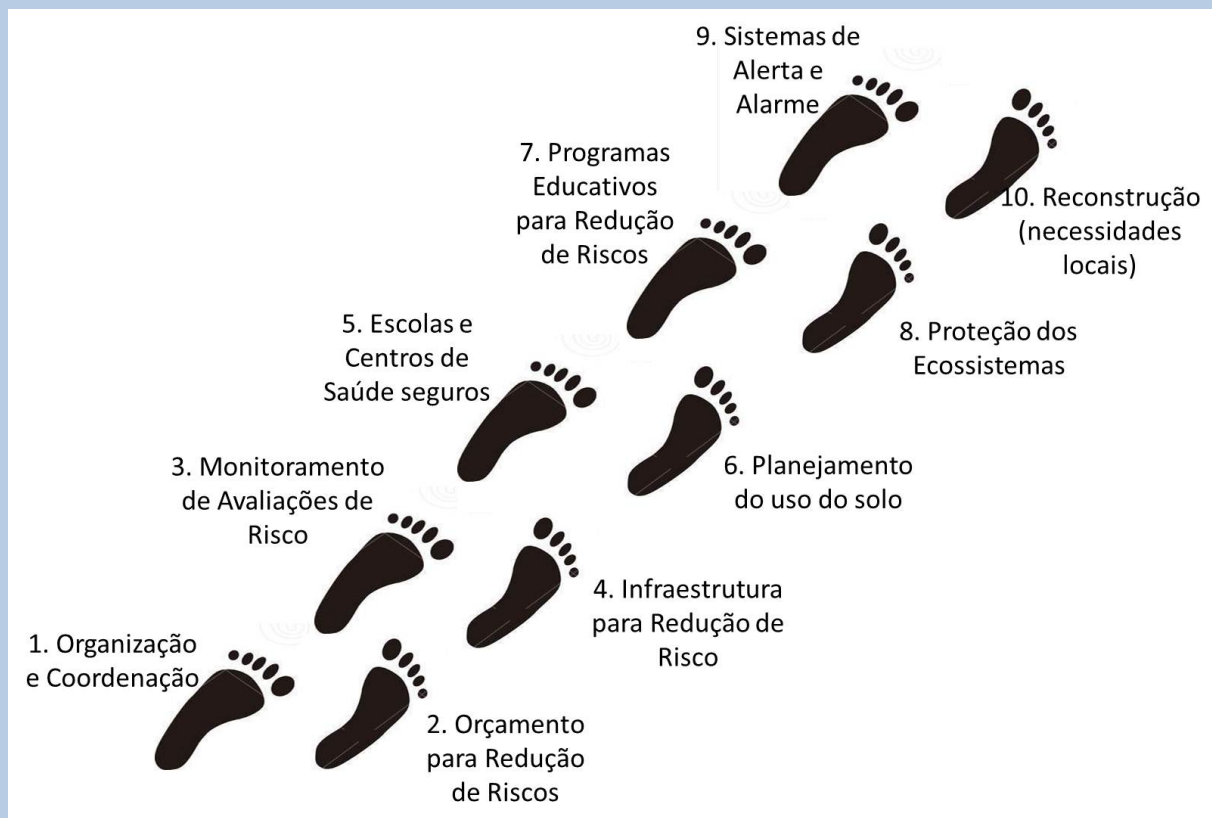 9. Sistemas de
Alerta e
Alarme
7. Programas
Educativos
para Redução
de Riscos
10. Reconstrução
(necessidades
locais)
5. Escolas e
Centros de
Saúde seguros
8. Proteção dos
Ecossistemas
3. Monitoramento
de Avaliações de
Risco
6. Planejamento
do uso do solo
4. Infraestrutura
para Redução de
Risco
1. Organização
e Coordenação
2. Orçamento
para Redução
de Riscos